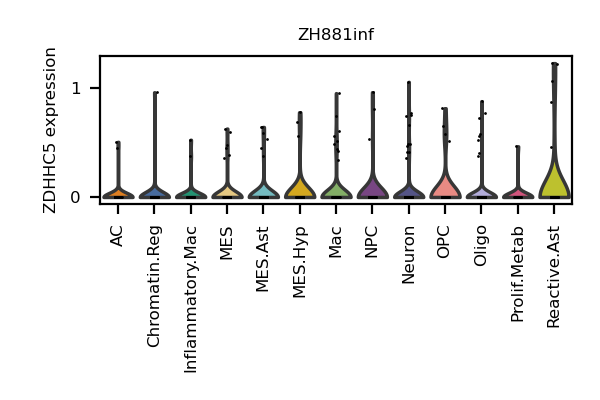 ZH881inf
ZDHHC5 expression
1
0
AC
Chromatin.Reg
Inflammatory.Mac
MES
MES.Ast
MES.Hyp
Mac
NPC
Neuron
OPC
Oligo
Prolif.Metab
Reactive.Ast